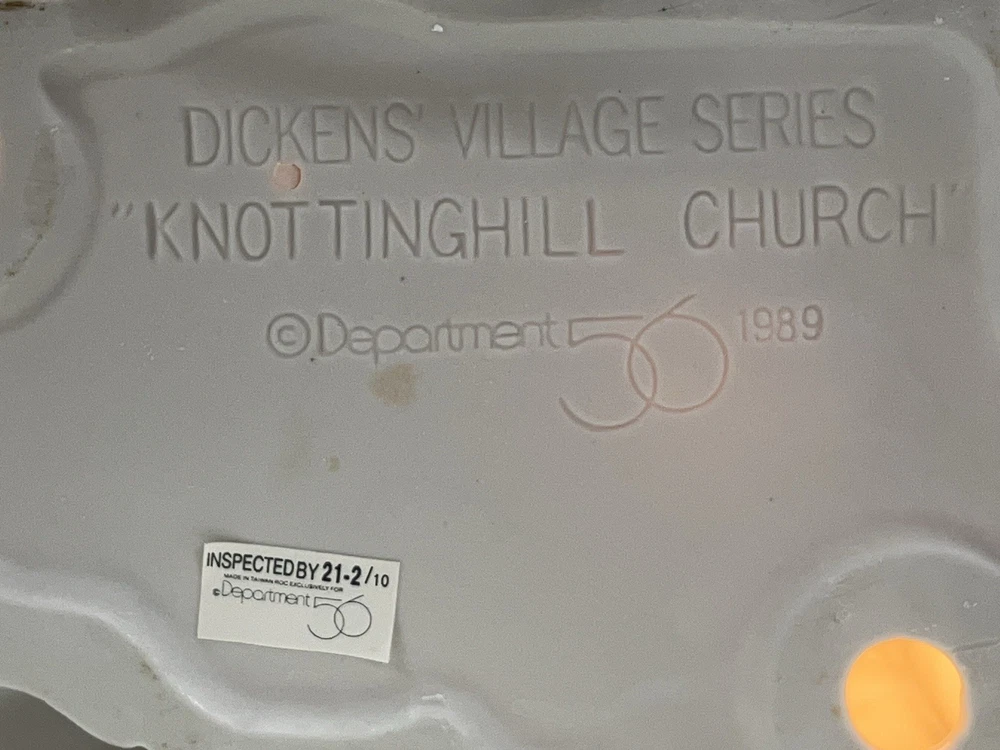 DICKENS' VILLAGE SERIES
"KNOTTINGHILL CHURCH"
©Department 56 1989
INSPECTED BY 21-2/10
MADE IN TAIWAN ROC EXCLUSIVELY FOR
©Department 56